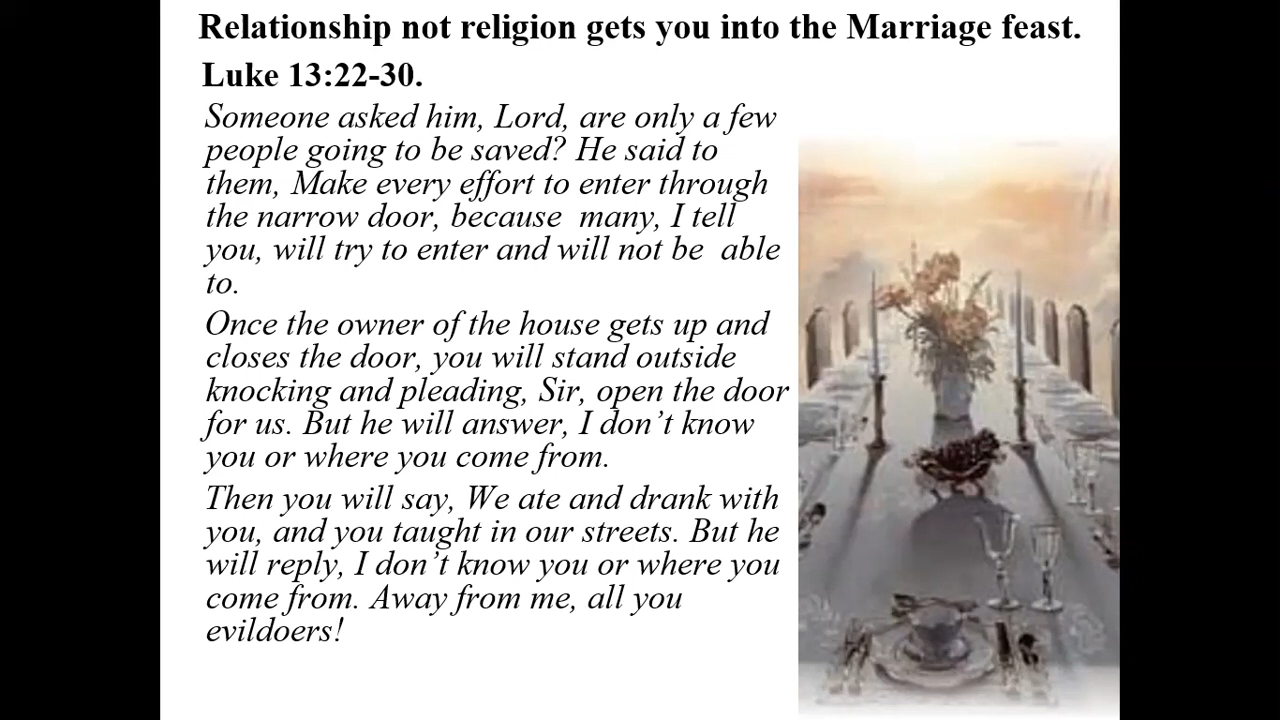 Relationship not religion gets you into the Marriage feast.
Luke 13:22-30.
Someone asked him, Lord, are only a few
people going to be saved? He said to
them, Make every effort to enter through
the narrow door, because  many, I tell
you, will try to enter and will not be  able
to.
Once the owner of the house gets up and
closes the door, you will stand outside
knocking and pleading, Sir, open the door
for us. But he will answer, I don’t know
you or where you come from.
Then you will say, We ate and drank with
you, and you taught in our streets. But he
will reply, I don’t know you or where you
come from. Away from me, all you
evildoers!